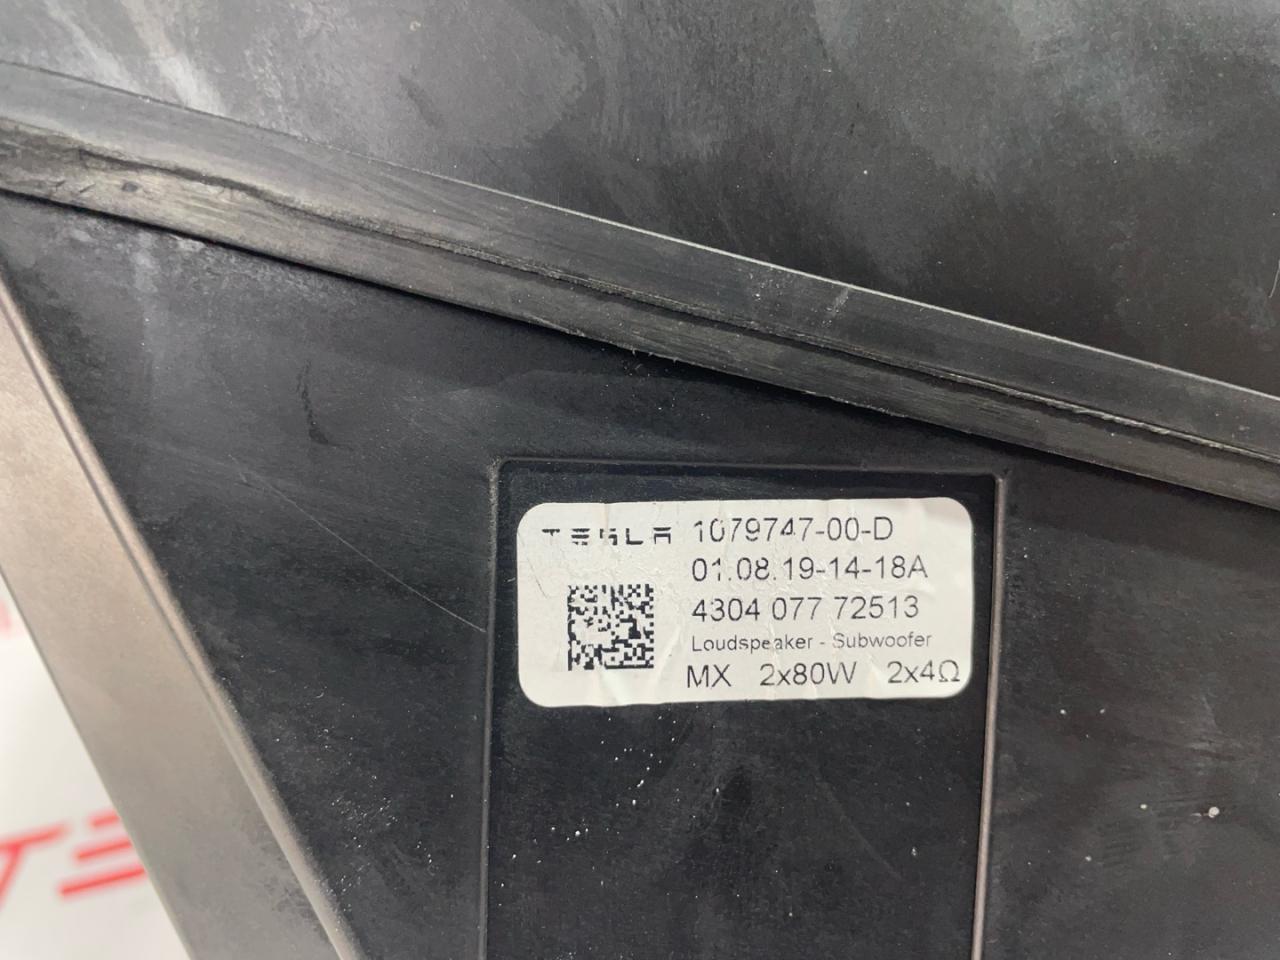 TESLA 1079747-00-D
01.08.19-14-18A
4304 077 72513
Loudspeaker - Subwoofer
MX 2x80W 2x4Ω